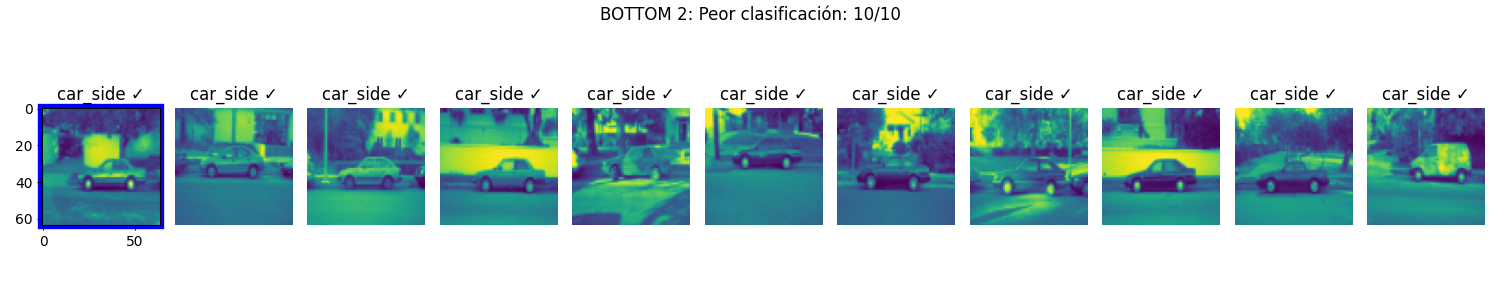 BOTTOM 2: Peor clasificación: 10/10
car_side ✓ car_side ✓ car_side ✓ car_side ✓ car_side ✓ car_side ✓ car_side ✓ car_side ✓ car_side ✓ car_side ✓ car_side ✓
0
20
40
60
0 50